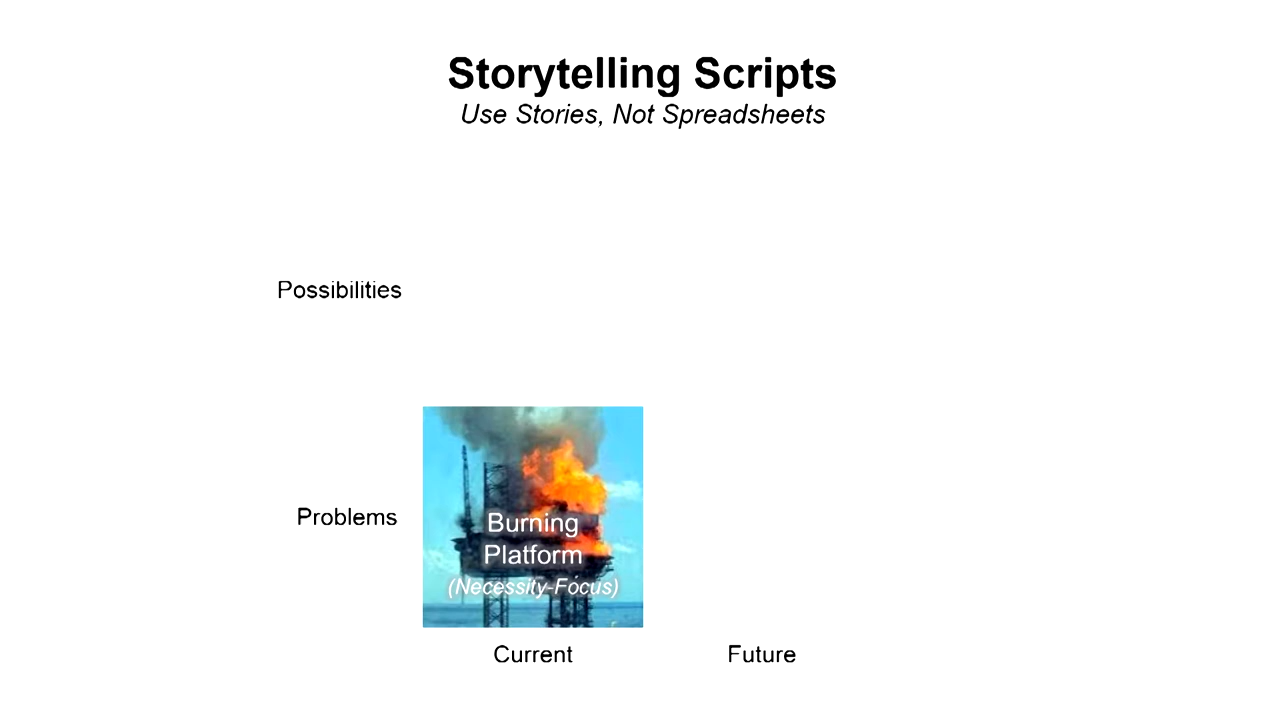 Storytelling Scripts
Use Stories, Not Spreadsheets
Possibilities
Problems
Burning
Platform
(Necessity-Focus)
Current
Future